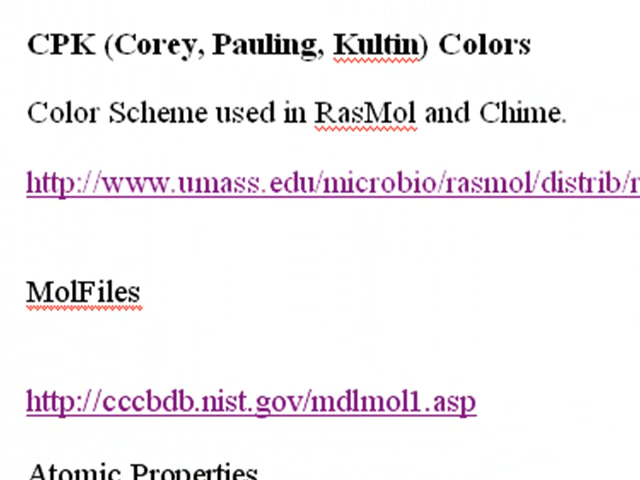 CPK (Corey, Pauling, Kultin) Colors
Color Scheme used in RasMol and Chime.
http://www.umass.edu/microbio/rasmol/distrib/r
MolFiles
http://cccbdb.nist.gov/mdlmol1.asp
Atomic Properties